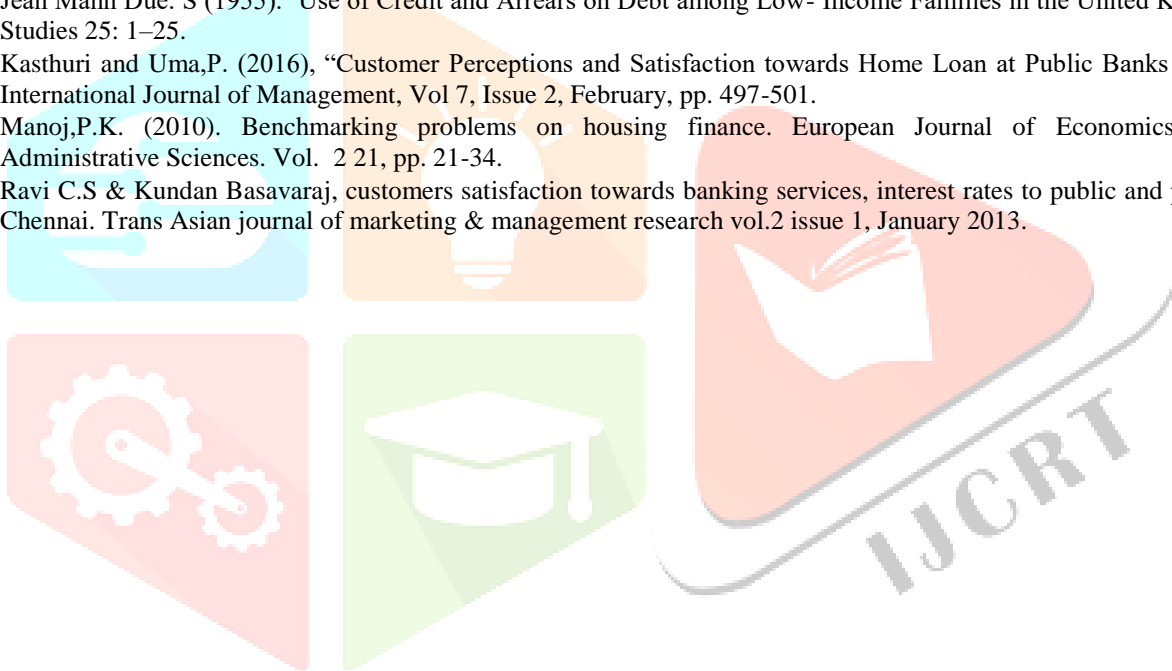 Jean Mann Due. S (1955). "Use of Credit and Arrears on Debt among Low- Income Families in the United K
Studies 25: 1–25.
Kasthuri and Uma,P. (2016), “Customer Perceptions and Satisfaction towards Home Loan at Public Banks
International Journal of Management, Vol 7, Issue 2, February, pp. 497-501.
Manoj,P.K. (2010). Benchmarking problems on housing finance. European Journal of Economics
Administrative Sciences. Vol. 2 21, pp. 21-34.
Ravi C.S & Kundan Basavaraj, customers satisfaction towards banking services, interest rates to public and
Chennai. Trans Asian journal of marketing & management research vol.2 issue 1, January 2013.
IJCRT